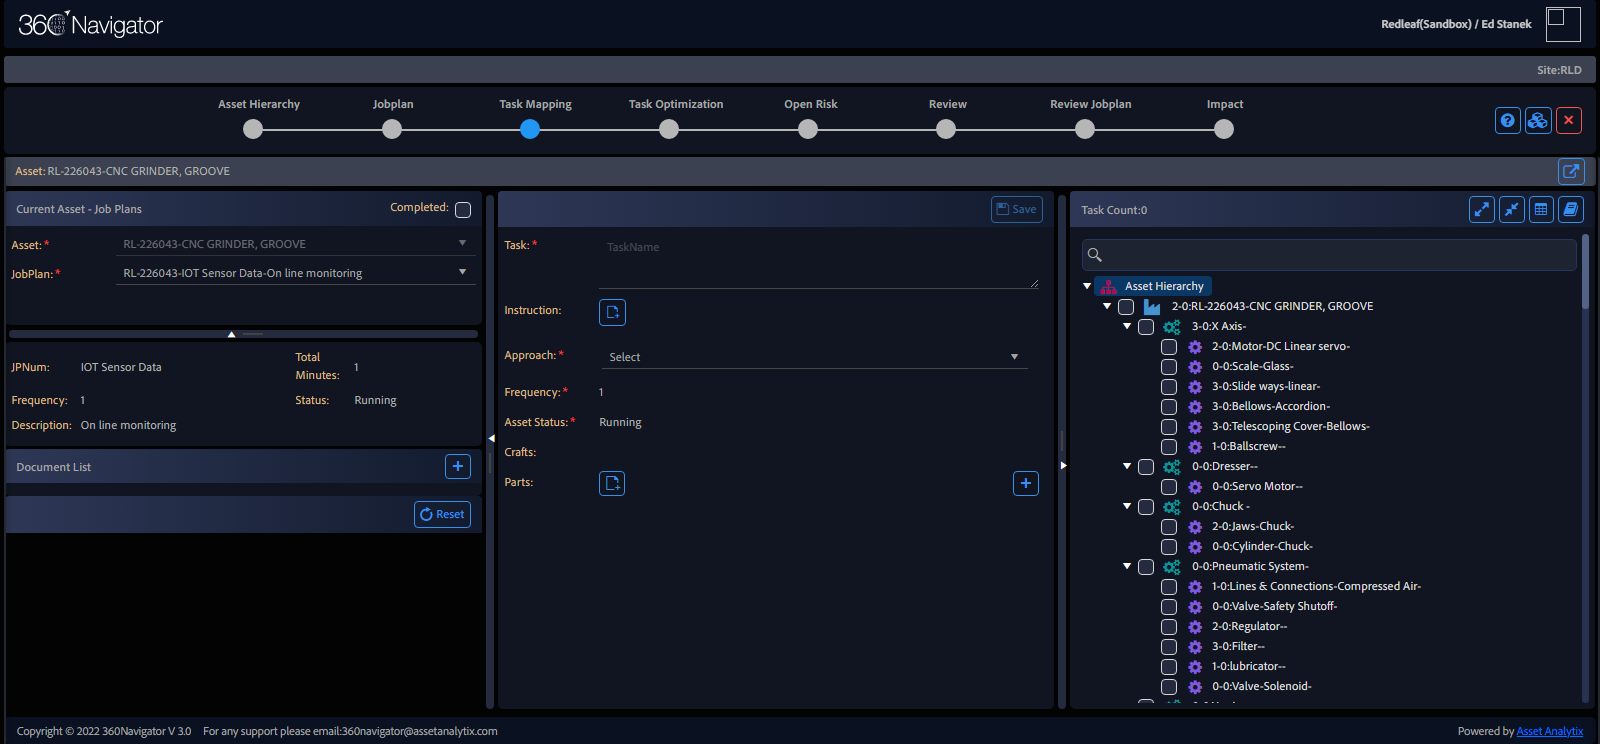 360 Navigator
Redleaf(Sandbox) / Ed Stanek
Site:RLD
Asset Hierarchy
Jobplan
Task Mapping
Task Optimization
Open Risk
Review
Review Jobplan
Impact
Asset: RL-226043-CNC GRINDER, GROOVE
Current Asset - Job Plans
Completed:
Asset:* RL-226043-CNC GRINDER, GROOVE
JobPlan:* RL-226043-IOT Sensor Data-On line monitoring
JPNum: IOT Sensor Data
Total Minutes: 1
Frequency: 1
Status: Running
Description: On line monitoring
Document List
Reset
Save
Task:* TaskName
Instruction:
Approach:* Select
Frequency:* 1
Asset Status:* Running
Crafts:
Parts:
Task Count:0
Asset Hierarchy
2-0:RL-226043-CNC GRINDER, GROOVE
3-0:X Axis-
2-0:Motor-DC Linear servo-
0-0:Scale-Glass-
3-0:Slide ways-linear-
3-0:Bellows-Accordion-
3-0:Telescoping Cover-Bellows-
1-0:Ballscrew--
0-0:Dresser--
0-0:Servo Motor--
0-0:Chuck -
2-0:Jaws-Chuck-
0-0:Cylinder-Chuck-
0-0:Pneumatic System-
1-0:Lines & Connections-Compressed Air-
0-0:Valve-Safety Shutoff-
2-0:Regulator--
3-0:Filter--
1-0:lubricator--
0-0:Valve-Solenoid-
Copyright © 2022 360Navigator V 3.0 For any support please email:360navigator@assetanalytix.com
Powered by Asset Analytix